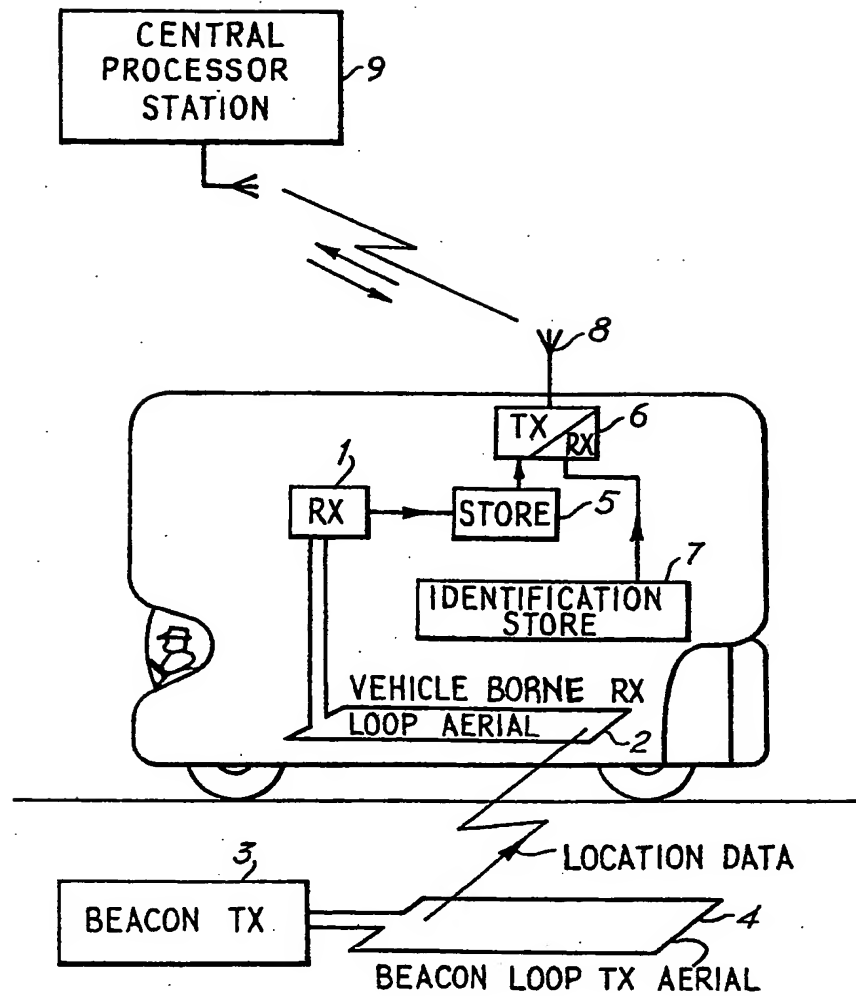 CENTRAL
PROCESSOR
STATION
9
8
TX
RX
6
1
RX
STORE
5
7
IDENTIFICATION
STORE
VEHICLE BORNE RX
LOOP AERIAL
2
LOCATION DATA
3
BEACON TX
4
BEACON LOOP TX AERIAL